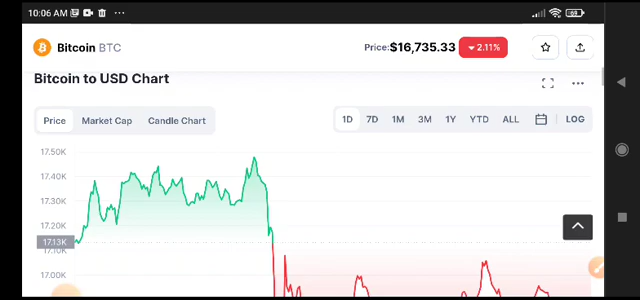 10:06 AM
69
Bitcoin BTC
Price: $16,735.33 2.11%
Bitcoin to USD Chart
Price Market Cap Candle Chart
1D 7D 1M 3M 1Y YTD ALL LOG
17.50K
17.40K
17.30K
17.20K
17.13K
17.10K
17.00K